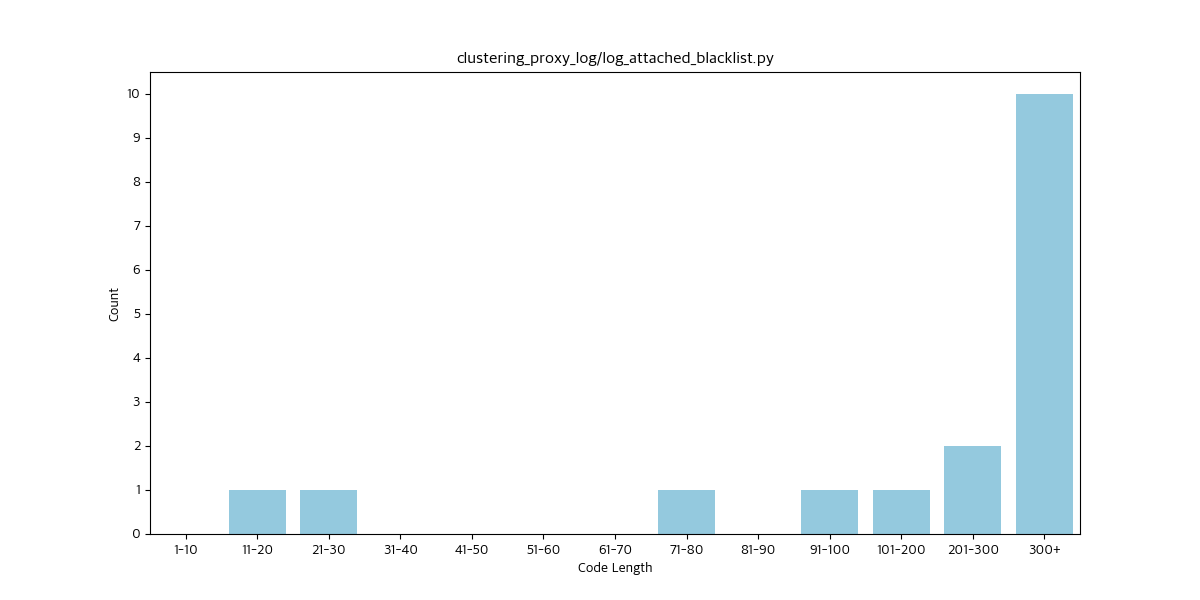 clustering_proxy_log/log_attached_blacklist.py
10
9
8
7
6
5
4
3
2
1
0
Count
1-10 11-20 21-30 31-40 41-50 51-60 61-70 71-80 81-90 91-100 101-200 201-300 300+
Code Length